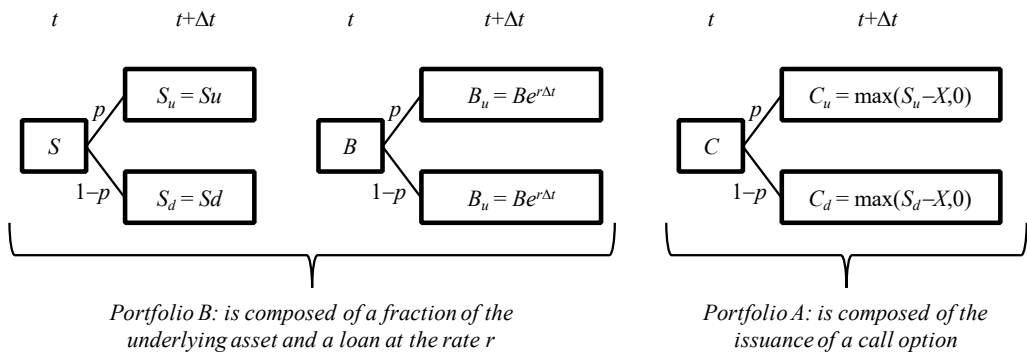 t t+Δt t t+Δt t t+Δt
S_u = Su B_u = Be^{rΔt} C_u = max(S_u–X,0)
p p p
S B C
1–p 1–p 1–p
S_d = Sd B_u = Be^{rΔt} C_d = max(S_d–X,0)
Portfolio B: is composed of a fraction of the
underlying asset and a loan at the rate r
Portfolio A: is composed of the
issuance of a call option